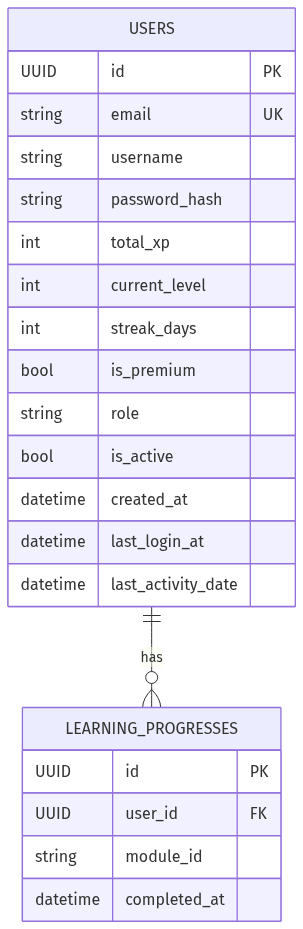 USERS
UUID id PK
string email UK
string username
string password_hash
int total_xp
int current_level
int streak_days
bool is_premium
string role
bool is_active
datetime created_at
datetime last_login_at
datetime last_activity_date
has
LEARNING_PROGRESSES
UUID id PK
UUID user_id FK
string module_id
datetime completed_at